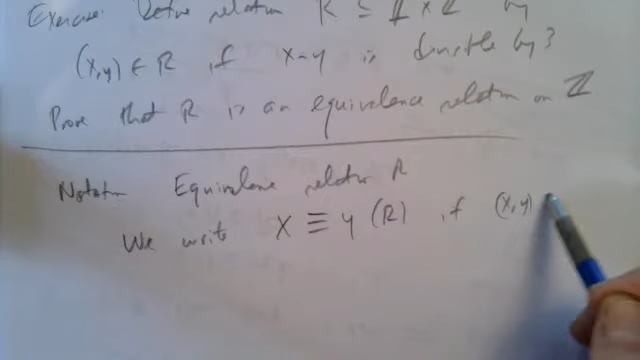 Exercise: Define relation R ⊆ ℤ × ℤ by
(x,y) ∈ R if x-y is divisible by 3
Prove that R is an equivalence relation on ℤ
Notation Equivalence relation R
We write x ≡ y (R) if (x,y)